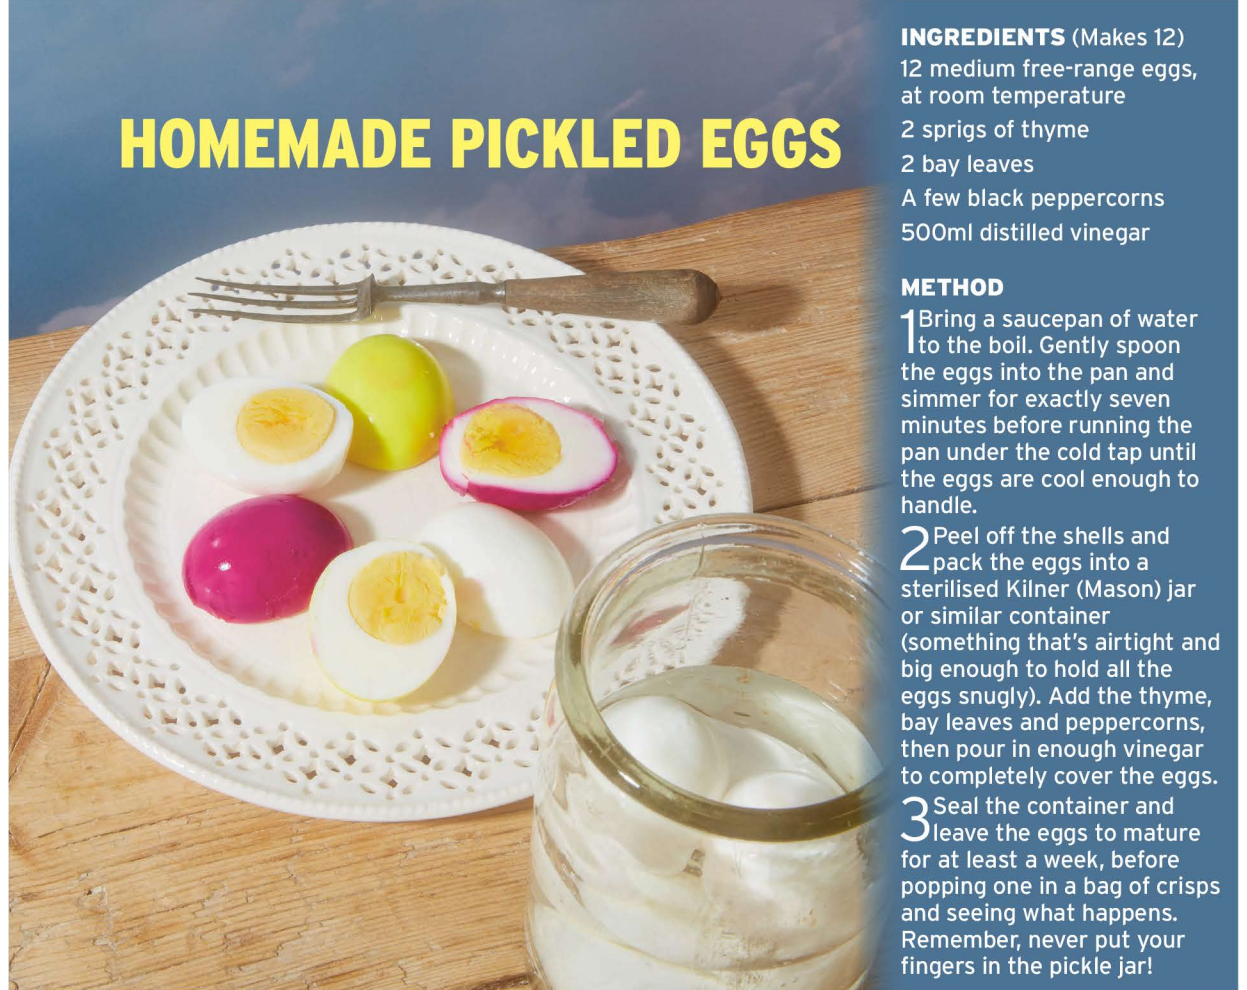 HOMEMADE PICKLED EGGS
INGREDIENTS (Makes 12)
12 medium free-range eggs,
at room temperature
2 sprigs of thyme
2 bay leaves
A few black peppercorns
500ml distilled vinegar
METHOD
1 Bring a saucepan of water
to the boil. Gently spoon
the eggs into the pan and
simmer for exactly seven
minutes before running the
pan under the cold tap until
the eggs are cool enough to
handle.
2 Peel off the shells and
pack the eggs into a
sterilised Kilner (Mason) jar
or similar container
(something that's airtight and
big enough to hold all the
eggs snugly). Add the thyme,
bay leaves and peppercorns,
then pour in enough vinegar
to completely cover the eggs.
3 Seal the container and
leave the eggs to mature
for at least a week, before
popping one in a bag of crisps
and seeing what happens.
Remember, never put your
fingers in the pickle jar!